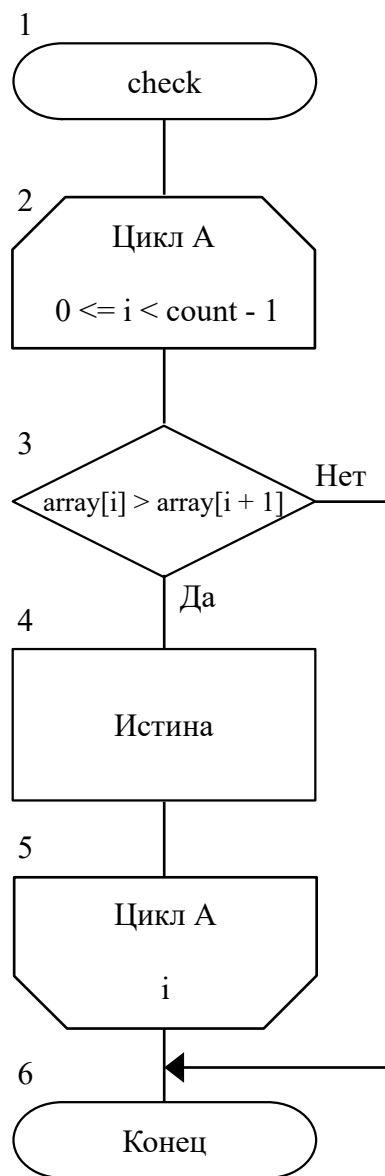 1
check
2
Цикл А
0 <= i < count - 1
3
array[i] > array[i + 1]
Нет
Да
4
Истина
5
Цикл А
i
6
Конец